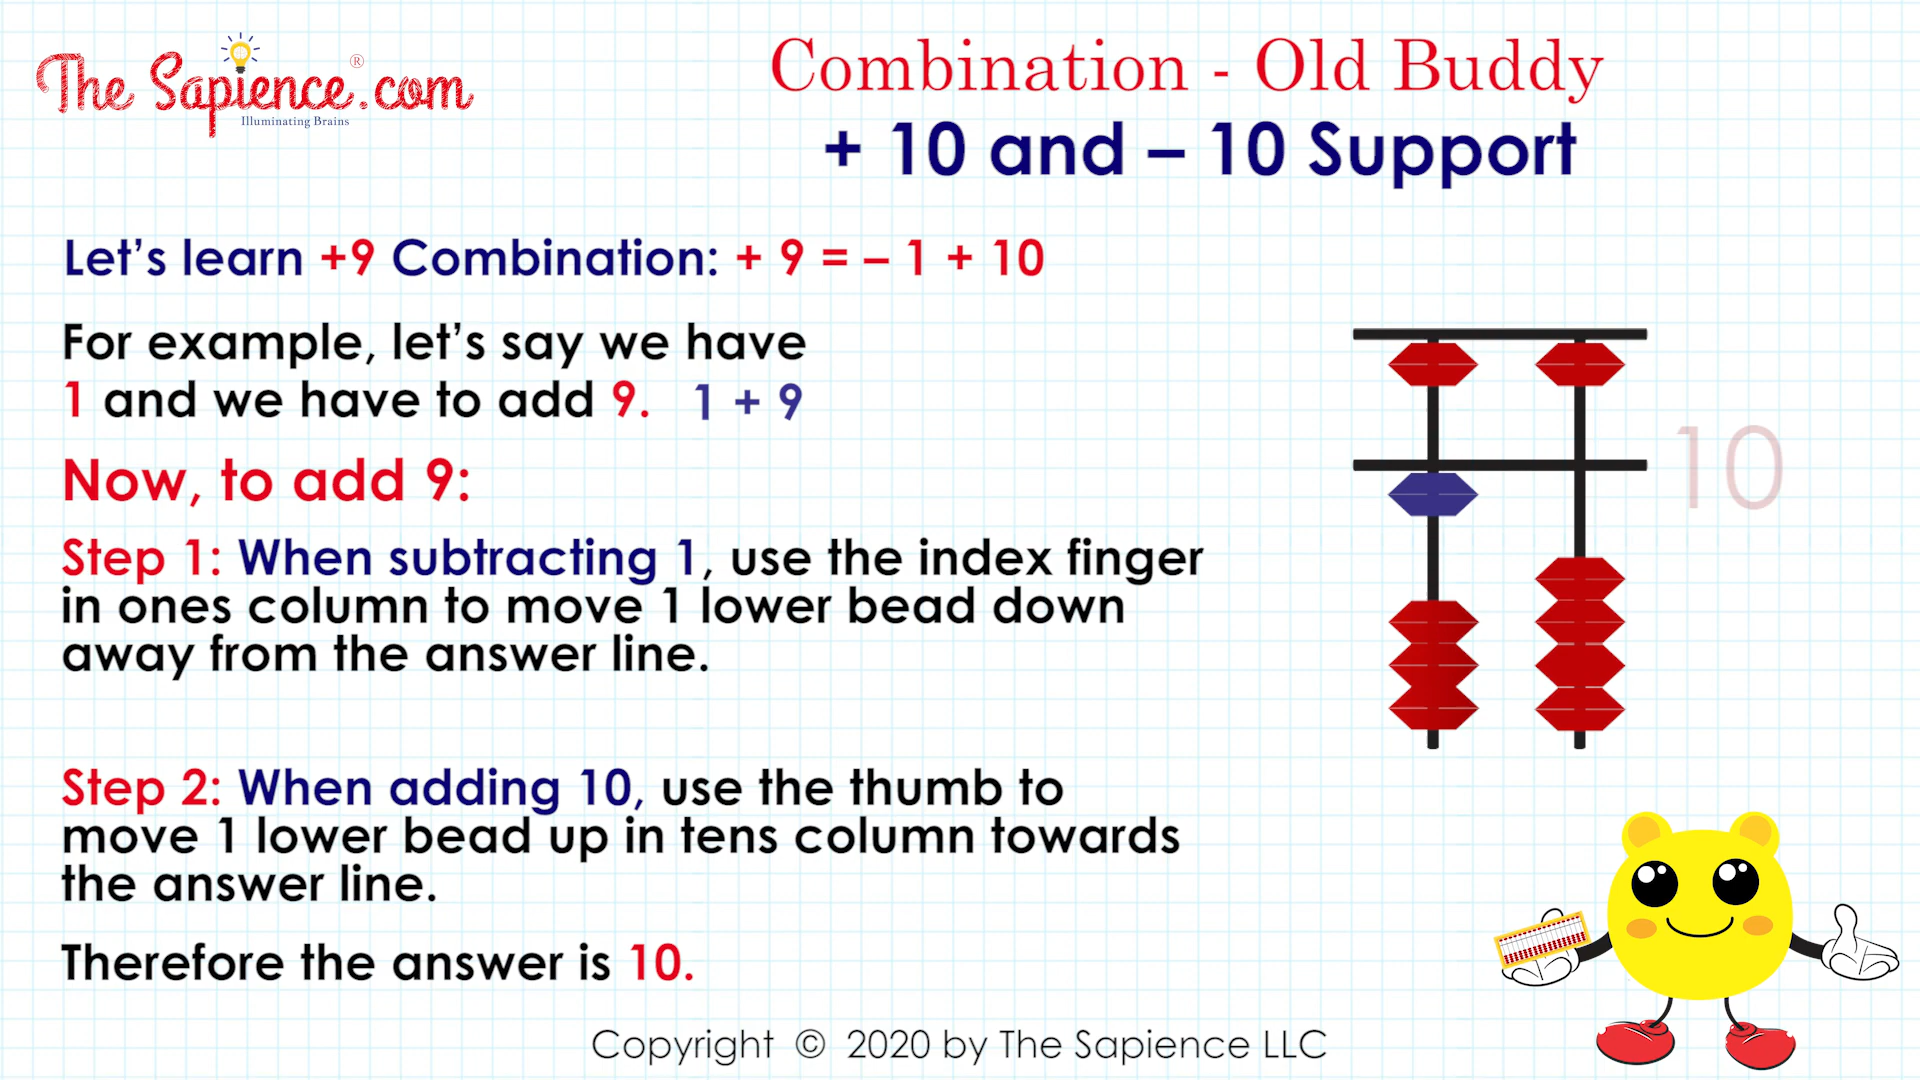 The Sapience.com®
Illuminating Brains
Combination - Old Buddy
+ 10 and – 10 Support
Let's learn +9 Combination: + 9 = – 1 + 10
For example, let's say we have
1 and we have to add 9. 1 + 9
Now, to add 9:
Step 1: When subtracting 1, use the index finger
in ones column to move 1 lower bead down
away from the answer line.
10
Step 2: When adding 10, use the thumb to
move 1 lower bead up in tens column towards
the answer line.
Therefore the answer is 10.
Copyright © 2020 by The Sapience LLC